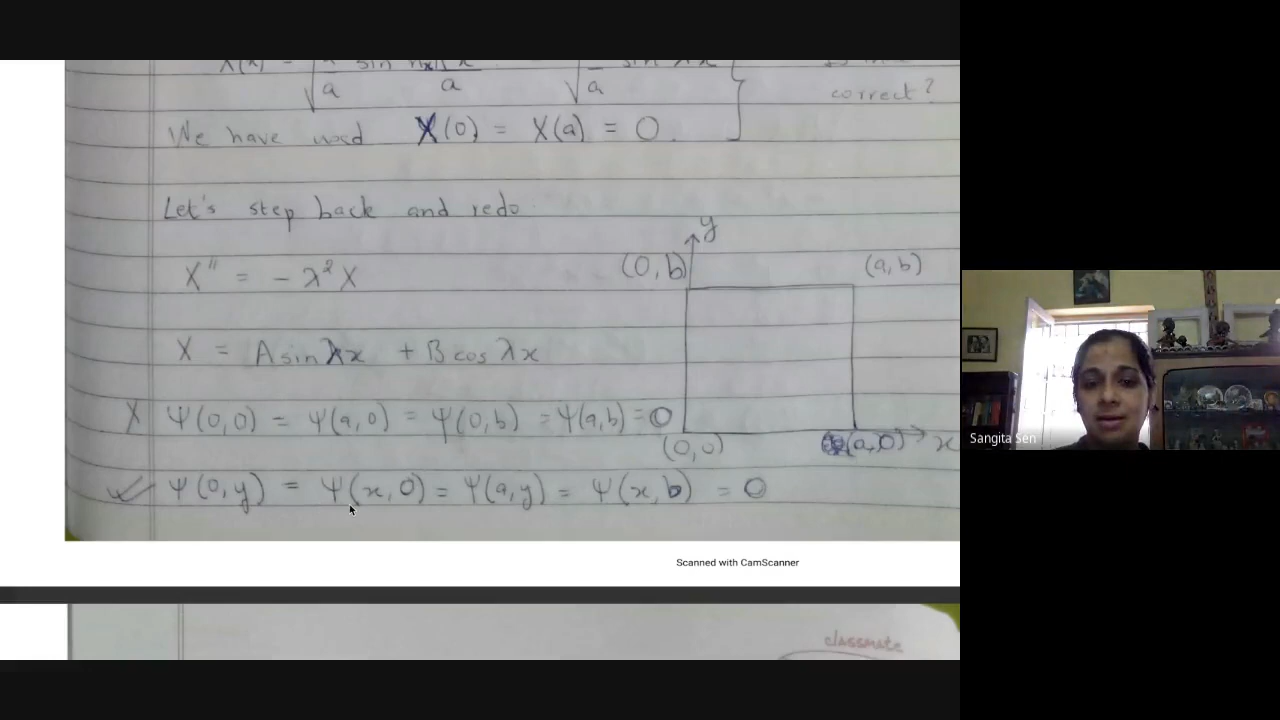 a a a
correct?
We have used X(0) = X(a) = 0.
Let's step back and redo
y
X'' = - λ² X
(0, b) (a, b)
X = A sin λx + B cos λx
X Ψ(0,0) = Ψ(a,0) = Ψ(0,b) = Ψ(a,b) = 0
(0,0) (a,0) x
✓ Ψ(0,y) = Ψ(x,0) = Ψ(a,y) = Ψ(x,b) = 0
Scanned with CamScanner
classmate
Sangita Sen